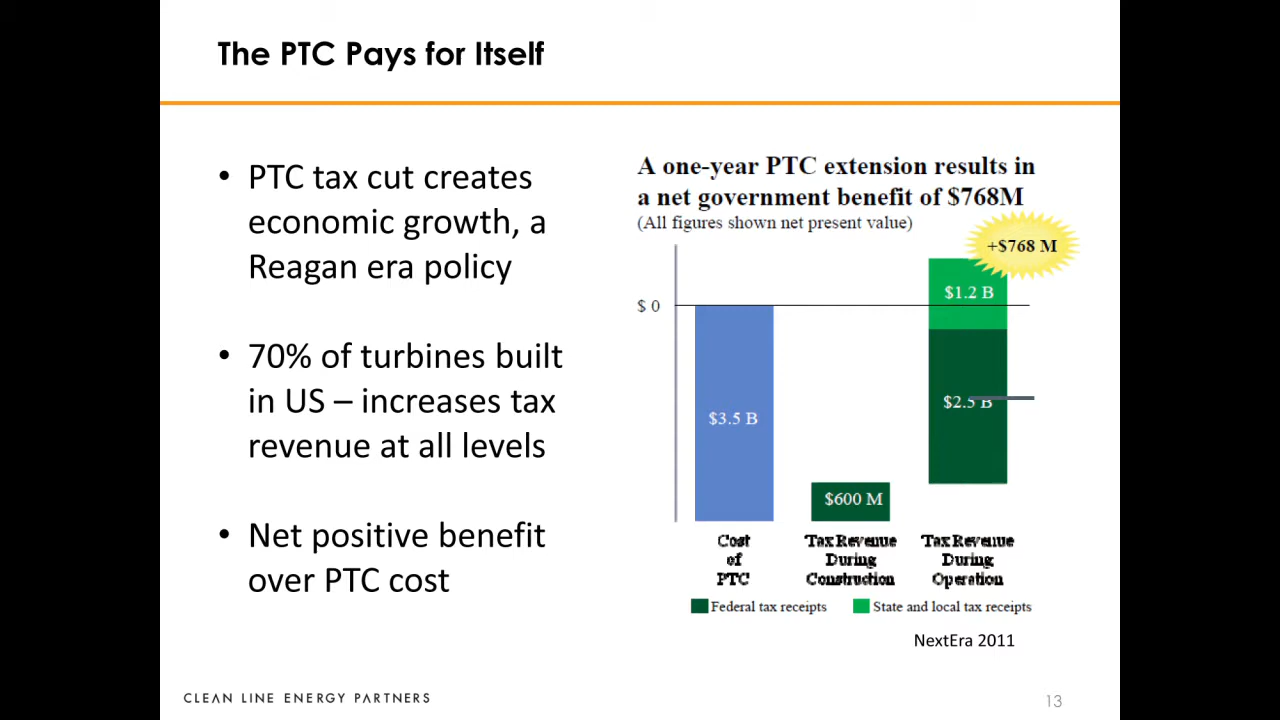 The PTC Pays for Itself
• PTC tax cut creates
economic growth, a
Reagan era policy
• 70% of turbines built
in US – increases tax
revenue at all levels
• Net positive benefit
over PTC cost
A one-year PTC extension results in
a net government benefit of $768M
(All figures shown net present value)
+$768 M
$1.2 B
$ 0
$3.5 B
$2.5 B
$600 M
Cost
of
PTC
Tax Revenue
During
Construction
Tax Revenue
During
Operation
Federal tax receipts
State and local tax receipts
NextEra 2011
CLEAN LINE ENERGY PARTNERS
13